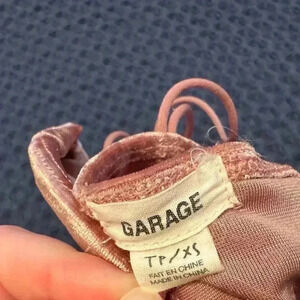 GARAGE
TP/XS
FAIT EN CHINE
MADE IN CHINA